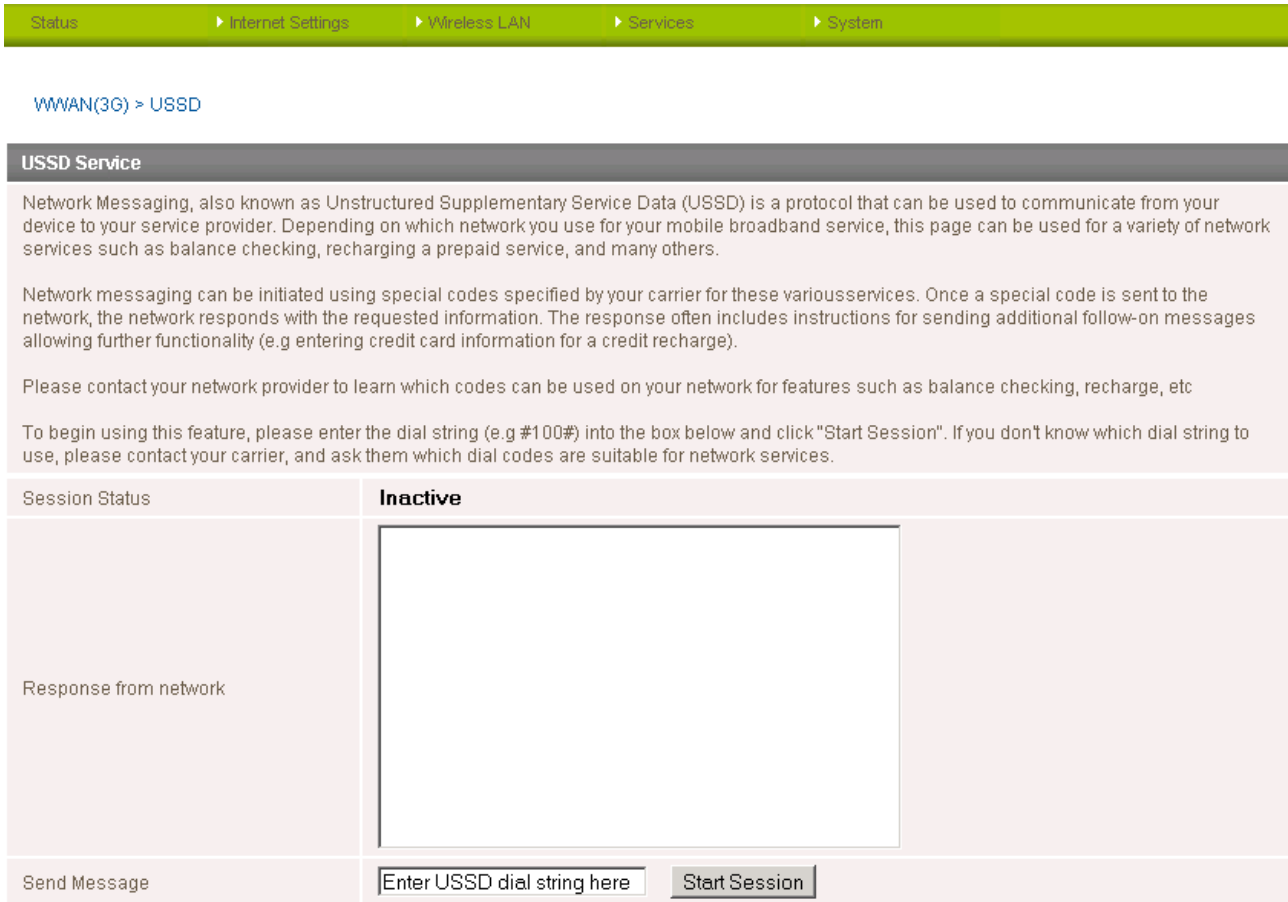 Status Internet Settings Wireless LAN Services System
WWAN(3G) > USSD
USSD Service
Network Messaging, also known as Unstructured Supplementary Service Data (USSD) is a protocol that can be used to communicate from your
device to your service provider. Depending on which network you use for your mobile broadband service, this page can be used for a variety of network
services such as balance checking, recharging a prepaid service, and many others.
Network messaging can be initiated using special codes specified by your carrier for these variousservices. Once a special code is sent to the
network, the network responds with the requested information. The response often includes instructions for sending additional follow-on messages
allowing further functionality (e.g entering credit card information for a credit recharge).
Please contact your network provider to learn which codes can be used on your network for features such as balance checking, recharge, etc
To begin using this feature, please enter the dial string (e.g #100#) into the box below and click "Start Session". If you don't know which dial string to
use, please contact your carrier, and ask them which dial codes are suitable for network services.
Session Status Inactive
Response from network
Send Message Enter USSD dial string here Start Session